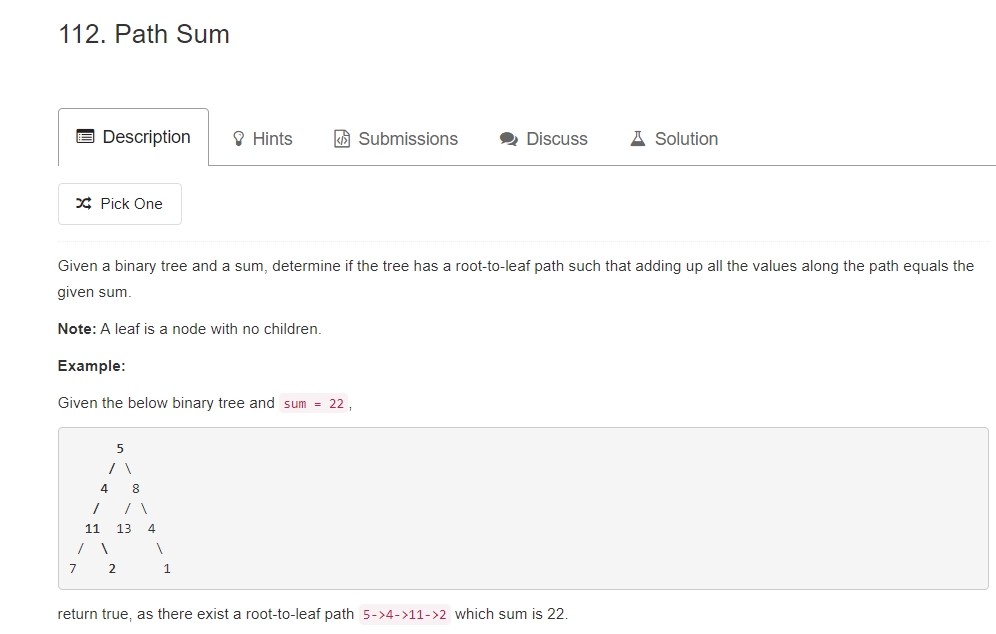 112. Path Sum
Description Hints Submissions Discuss Solution
Pick One
Given a binary tree and a sum, determine if the tree has a root-to-leaf path such that adding up all the values along the path equals the
given sum.
Note: A leaf is a node with no children.
Example:
Given the below binary tree and sum = 22,
      5
     / \
    4   8
   /   / \
  11  13  4
 /  \      \
7    2      1
return true, as there exist a root-to-leaf path 5->4->11->2 which sum is 22.